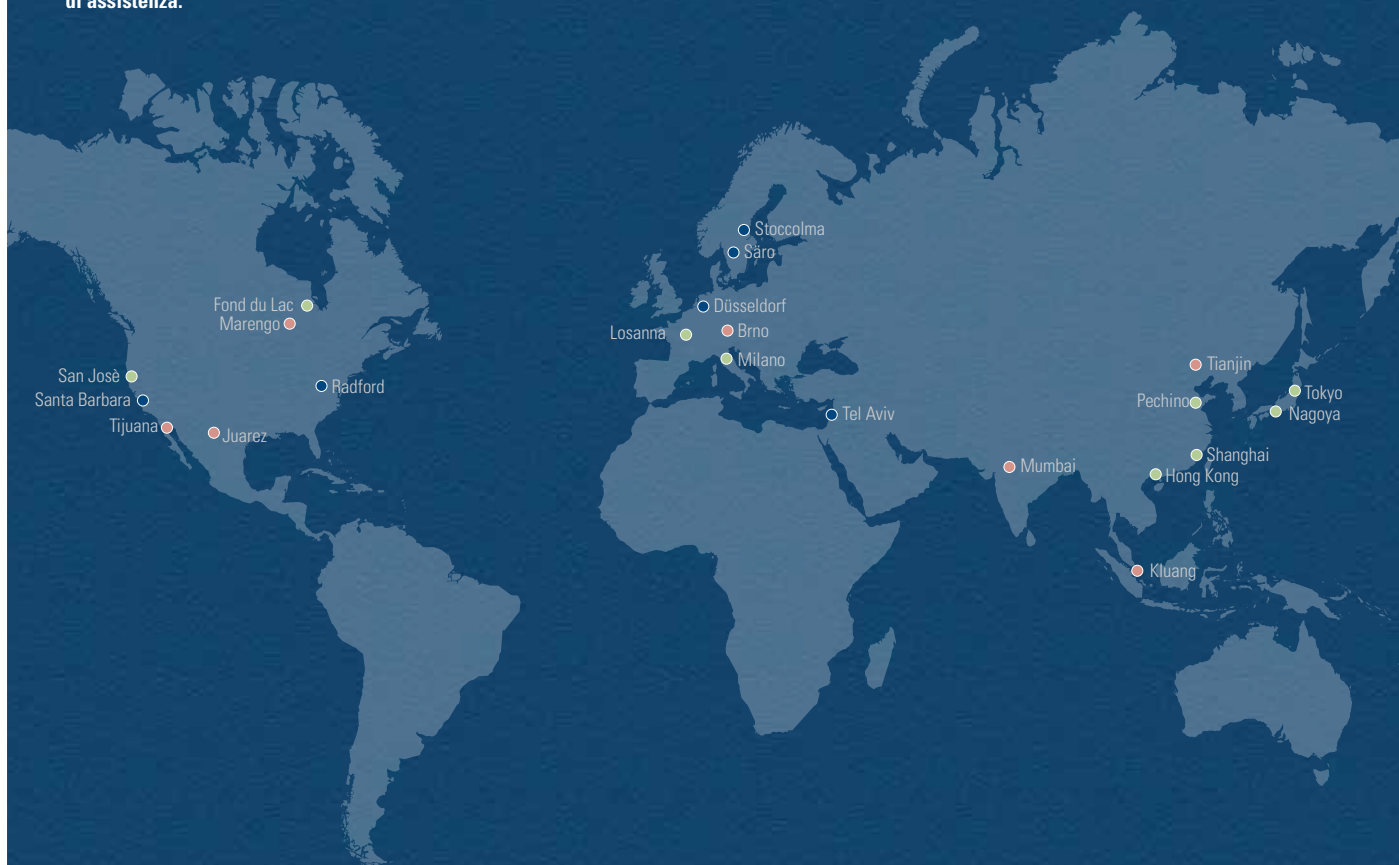 di assistenza.
Stoccolma
Säro
Fond du Lac
Düsseldorf
Marengo
Losanna
Brno
Milano
Tianjin
San Josè
Radford
Santa Barbara
Pechino
Tokyo
Nagoya
Tel Aviv
Tijuana
Juarez
Shanghai
Mumbai
Hong Kong
Kluang